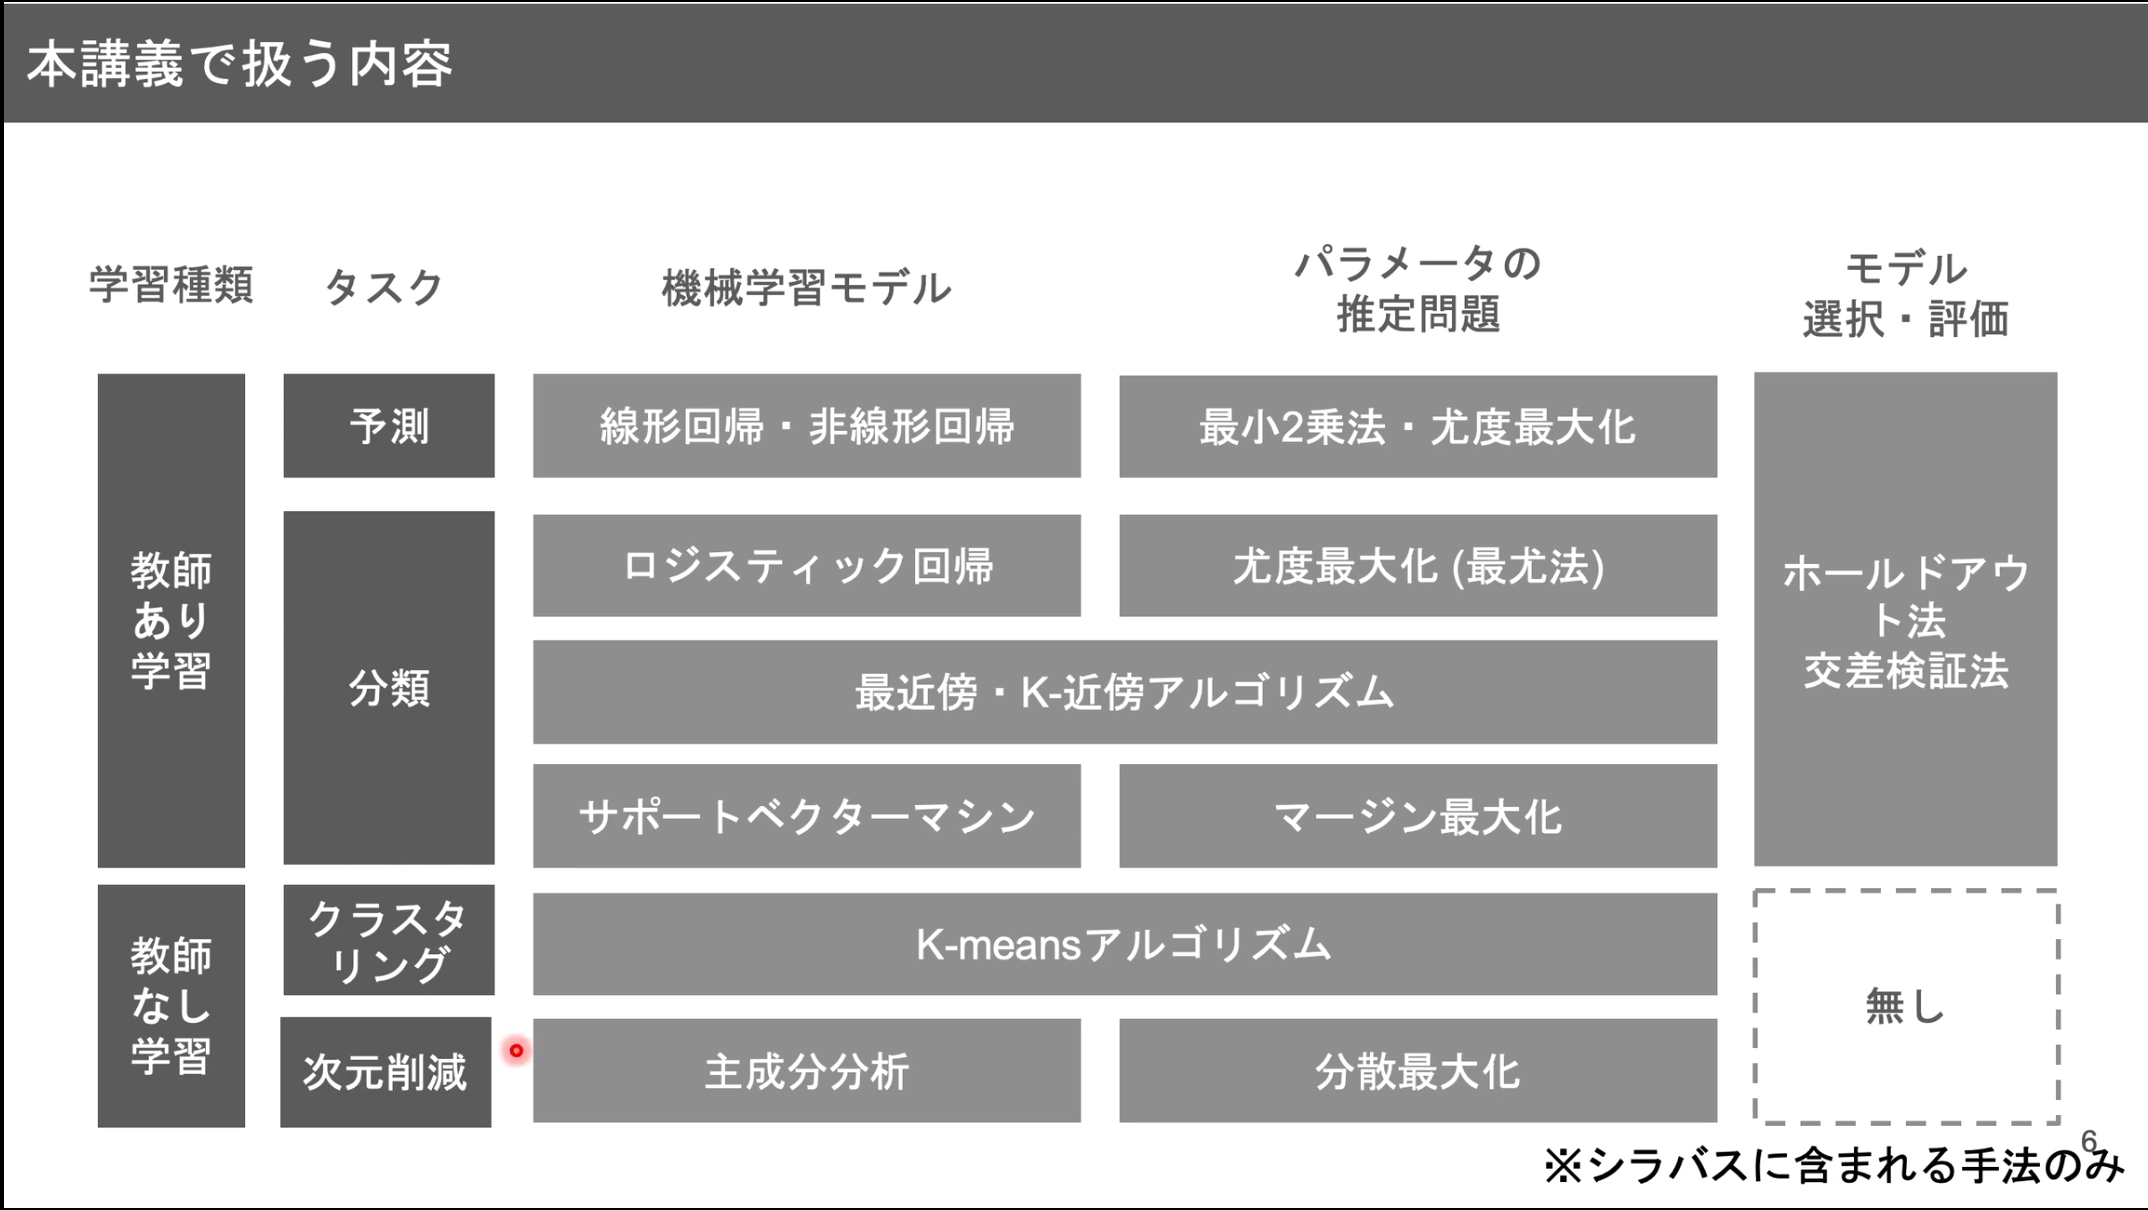 本講義で扱う内容
学習種類
タスク
機械学習モデル
パラメータの
推定問題
モデル
選択・評価
教師
あり
学習
予測
線形回帰・非線形回帰
最小2乗法・尤度最大化
ホールドアウ
ト法
交差検証法
分類
ロジスティック回帰
尤度最大化 (最尤法)
最近傍・K-近傍アルゴリズム
サポートベクターマシン
マージン最大化
教師
なし
学習
クラスタ
リング
K-meansアルゴリズム
無し
次元削減
主成分分析
分散最大化
6
※シラバスに含まれる手法のみ